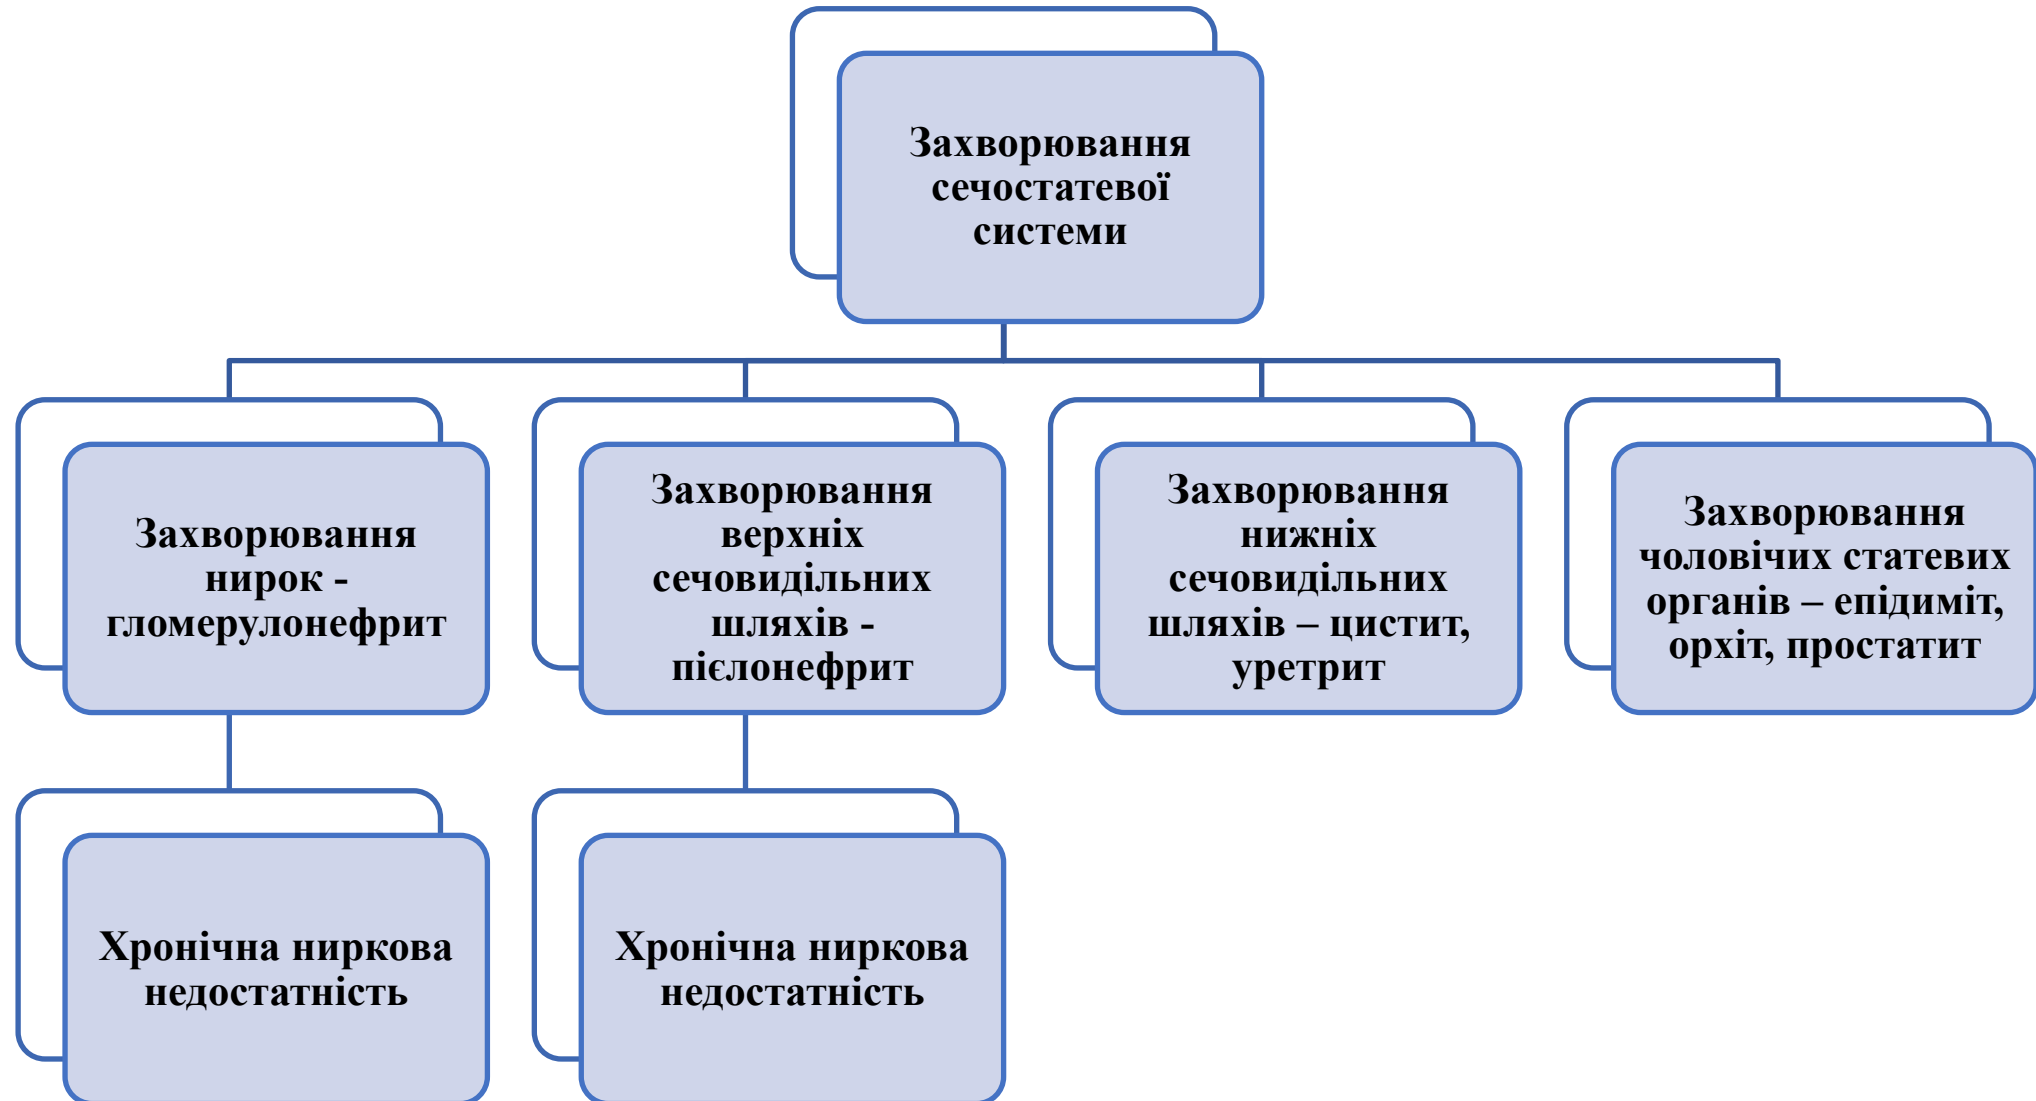 Захворювання
сечостатевої
системи
Захворювання
нирок -
гломерулонефрит
Захворювання
верхніх
сечовидільних
шляхів -
пієлонефрит
Захворювання
нижніх
сечовидільних
шляхів – цистит,
уретрит
Захворювання
чоловічих статевих
органів – епідиміт,
орхіт, простатит
Хронічна ниркова
недостатність
Хронічна ниркова
недостатність